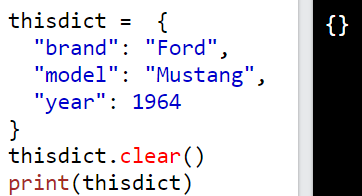 thisdict =  {
  "brand": "Ford",
  "model": "Mustang",
  "year": 1964
}
thisdict.clear()
print(thisdict)
{}